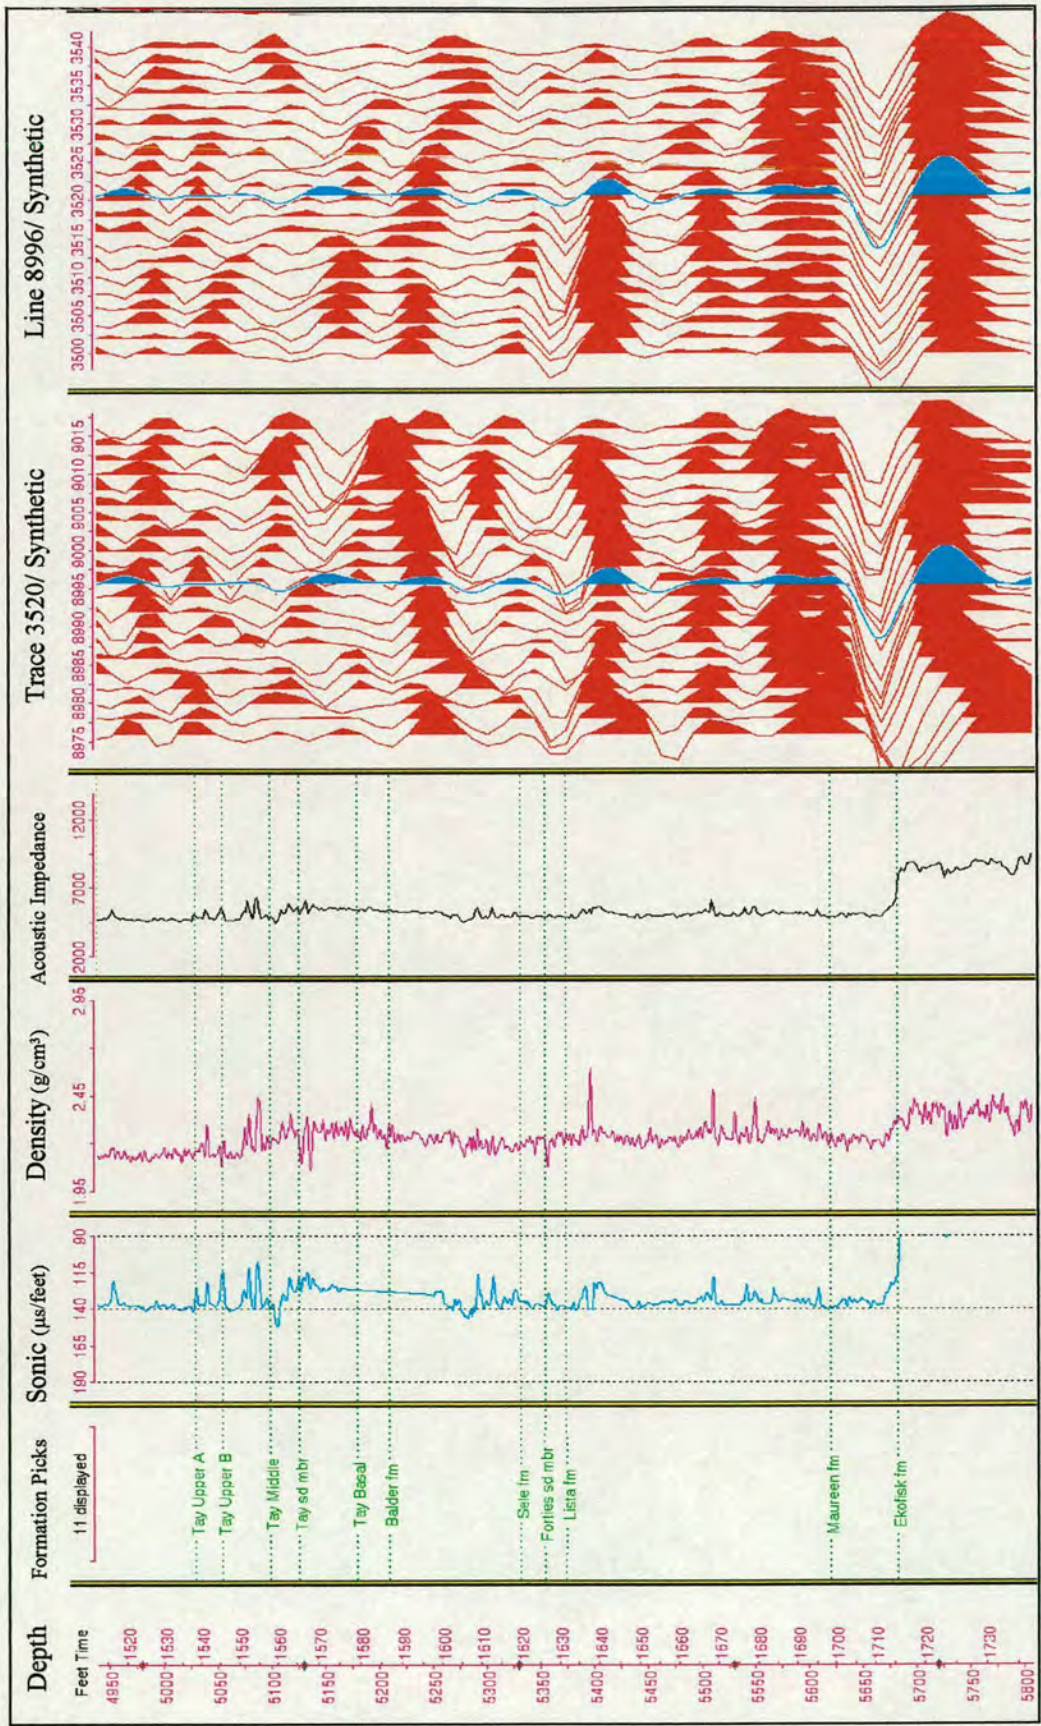 Depth
Formation Picks
Sonic (µs/feet)
Density (g/cm³)
Acoustic Impedance
Trace 3520/ Synthetic
Line 8996/ Synthetic
Feet Time
11 displayed
190 165 140 115 90
1.95 2.45 2.95
2000 7000 12000
8975 8980 8985 8990 8995 9000 9005 9010 9015
3500 3505 3510 3515 3520 3525 3530 3535 3540
4950
1520
5000
1530
Tay Upper A
1540
5050
Tay Upper B
1550
5100
1560
Tay Middle
Tay sd mbr
5150
1570
Tay Basal
1580
5200
Balder fm
1590
5250
1600
5300
1610
Sele fm
1620
5350
Forties sd mbr
1630
Lista fm
5400
1640
5450
1650
5500
1660
1670
5550
1680
5600
1690
Maureen fm
1700
5650
1710
Ekofisk fm
5700
1720
5750
1730
5800